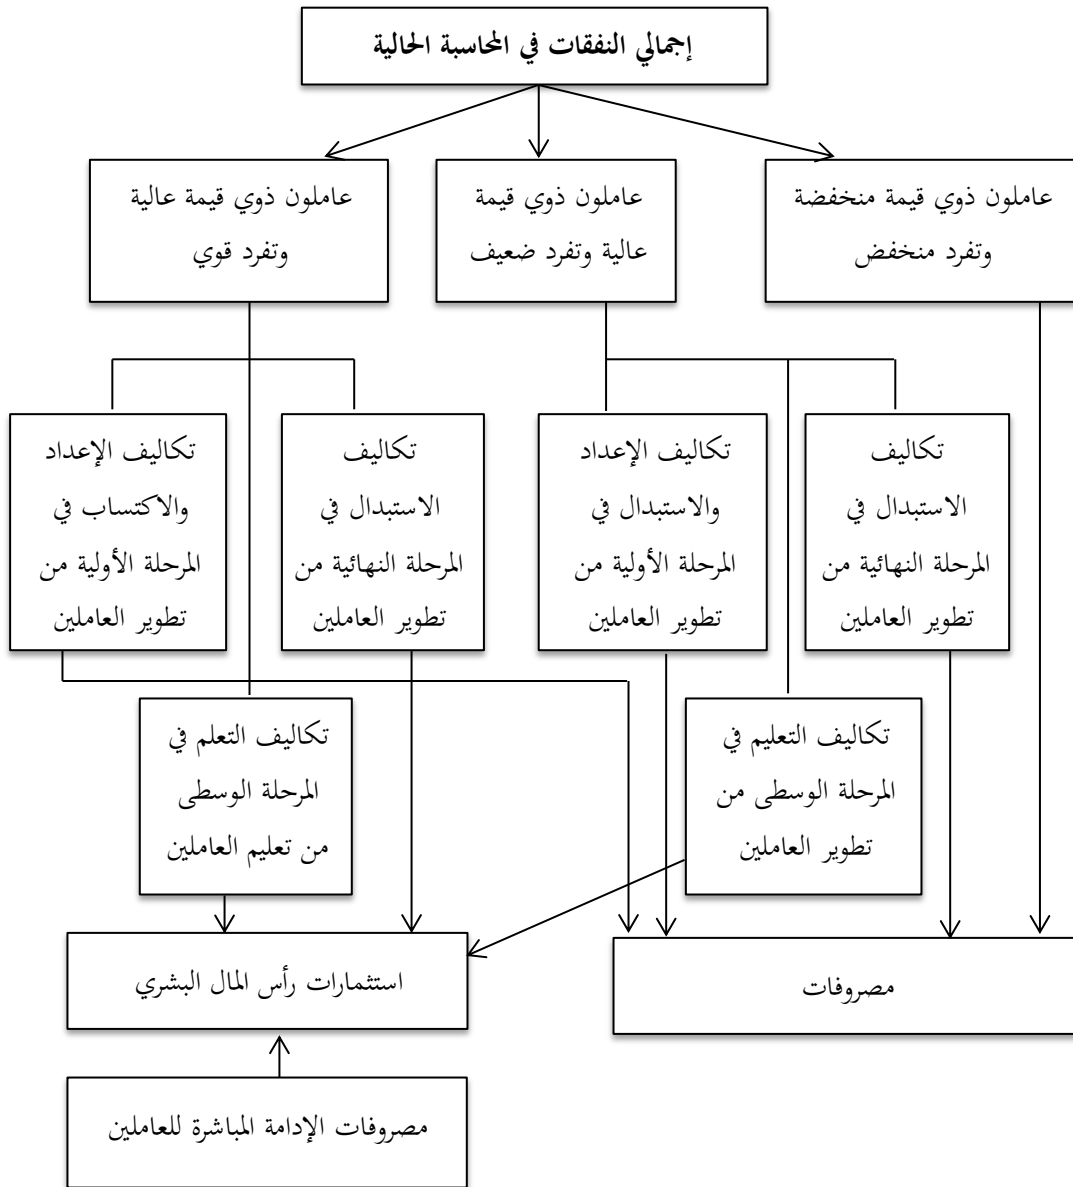 إجمالي النفقات في المحاسبة الحالية
عاملون ذوي قيمة منخفضة
وتفرد منخفض
عاملون ذوي قيمة
عالية وتفرد ضعيف
عاملون ذوي قيمة عالية
وتفرد قوي
تكاليف
الاستبدال في
المرحلة النهائية من
تطوير العاملين
تكاليف الإعداد
والاستبدال في
المرحلة الأولية من
تطوير العاملين
تكاليف
الاستبدال في
المرحلة النهائية من
تطوير العاملين
تكاليف الإعداد
والاكتساب في
المرحلة الأولية من
تطوير العاملين
تكاليف التعليم في
المرحلة الوسطى من
تطوير العاملين
تكاليف التعلم في
المرحلة الوسطى
من تعليم العاملين
مصروفات
استثمارات رأس المال البشري
مصروفات الإدامة المباشرة للعاملين